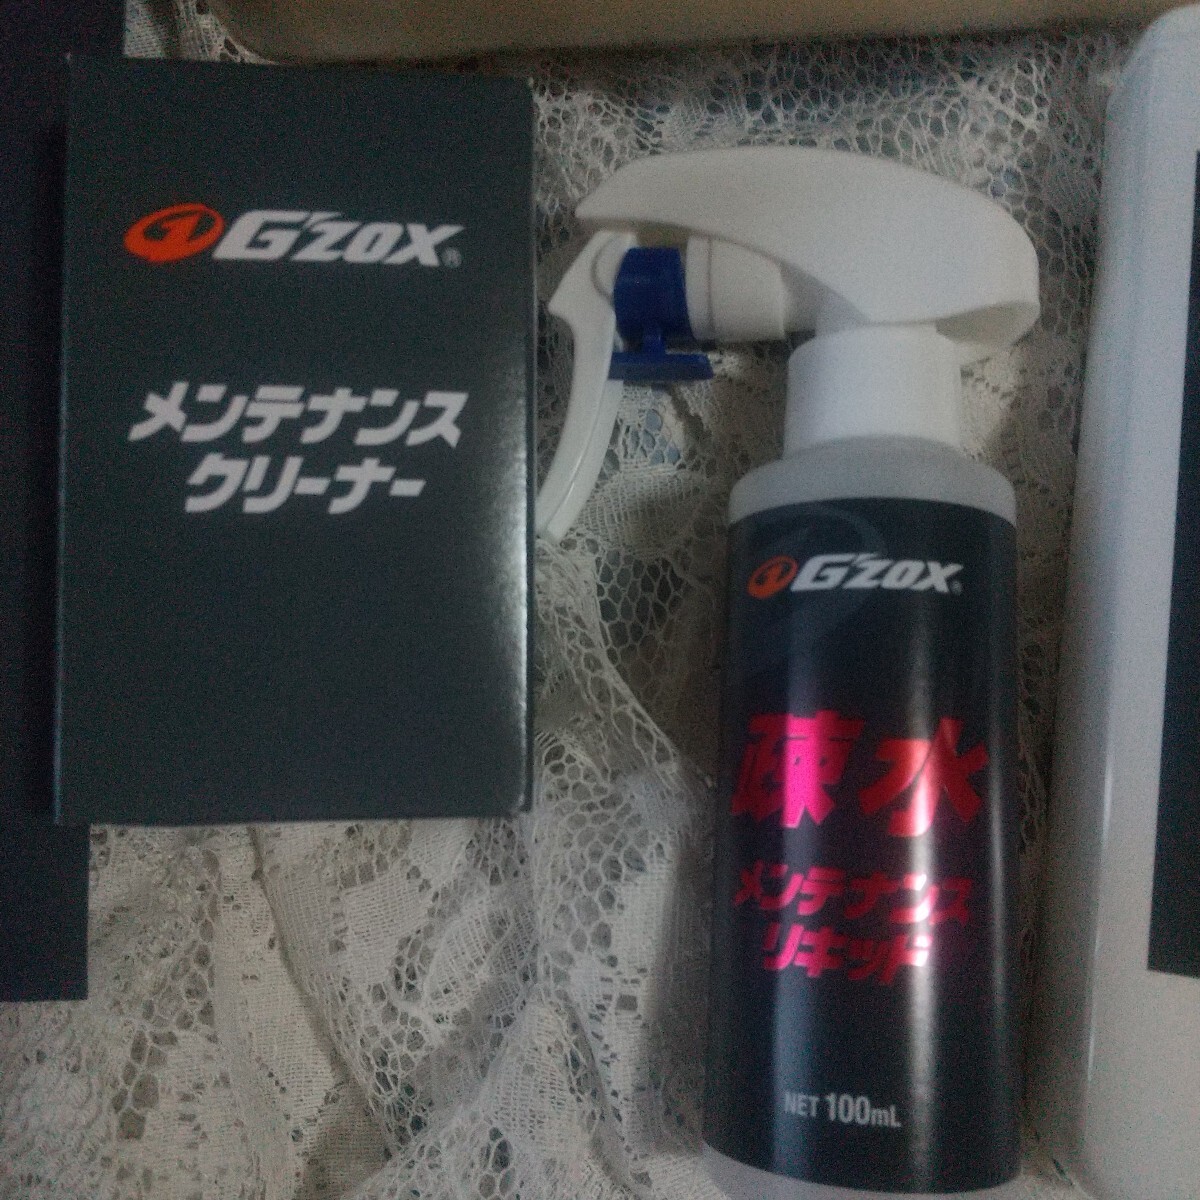 G'ZOX®
メンテナンス
クリーナー
G'ZOX®
疎水
メンテナンス
リキッド
NET 100mL